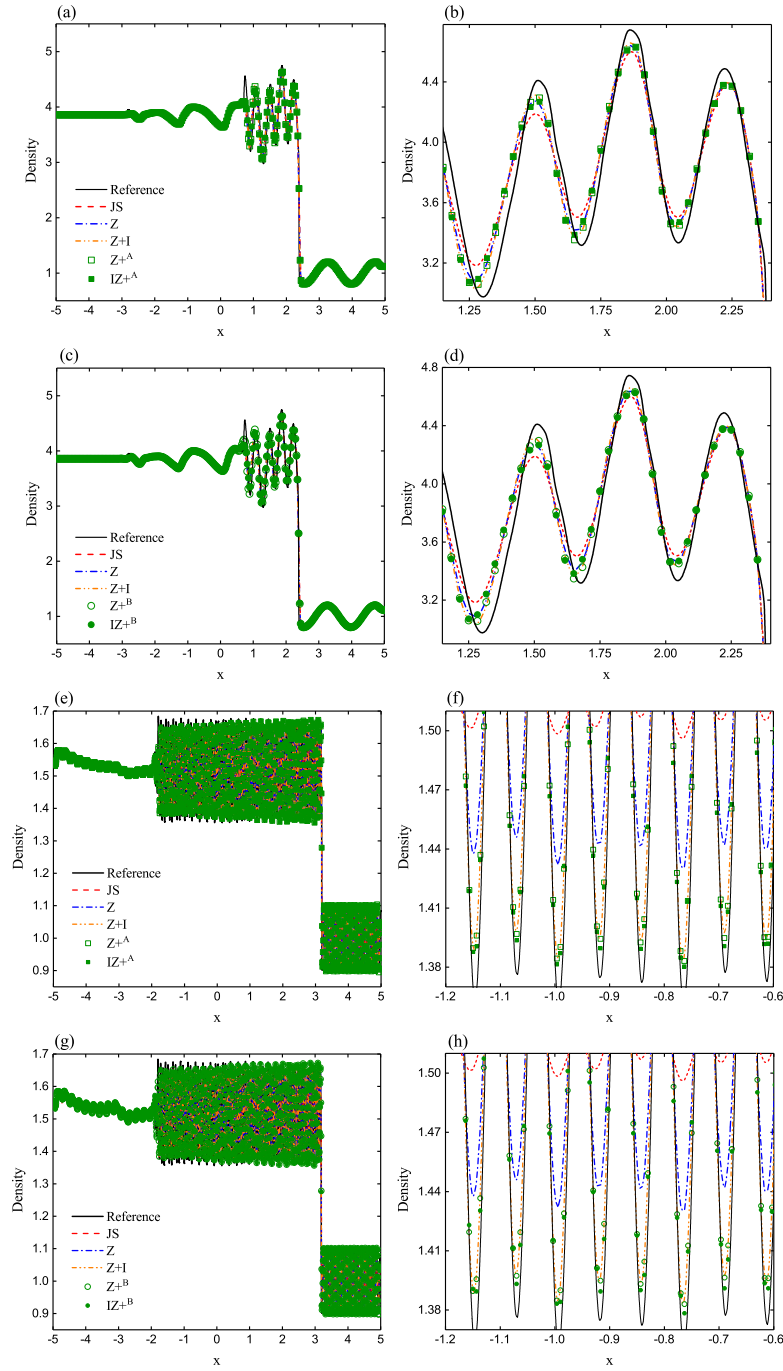 (a)
Density
5
4
3
2
1
Reference
JS
Z
Z+I
Z+^A
IZ+^A
-5 -4 -3 -2 -1 0 1 2 3 4 5
x
(b)
Density
4.4
4.0
3.6
3.2
1.25 1.50 1.75 2.00 2.25
x
(c)
Density
5
4
3
2
1
Reference
JS
Z
Z+I
Z+^B
IZ+^B
-5 -4 -3 -2 -1 0 1 2 3 4 5
x
(d)
Density
4.8
4.4
4.0
3.6
3.2
1.25 1.50 1.75 2.00 2.25
x
(e)
Density
1.7
1.6
1.5
1.4
1.3
1.2
1.1
1.0
0.9
Reference
JS
Z
Z+I
Z+^A
IZ+^A
-5 -4 -3 -2 -1 0 1 2 3 4 5
x
(f)
Density
1.50
1.47
1.44
1.41
1.38
-1.2 -1.1 -1.0 -0.9 -0.8 -0.7 -0.6
x
(g)
Density
1.7
1.6
1.5
1.4
1.3
1.2
1.1
1.0
0.9
Reference
JS
Z
Z+I
Z+^B
IZ+^B
-5 -4 -3 -2 -1 0 1 2 3 4 5
x
(h)
Density
1.50
1.47
1.44
1.41
1.38
-1.2 -1.1 -1.0 -0.9 -0.8 -0.7 -0.6
x